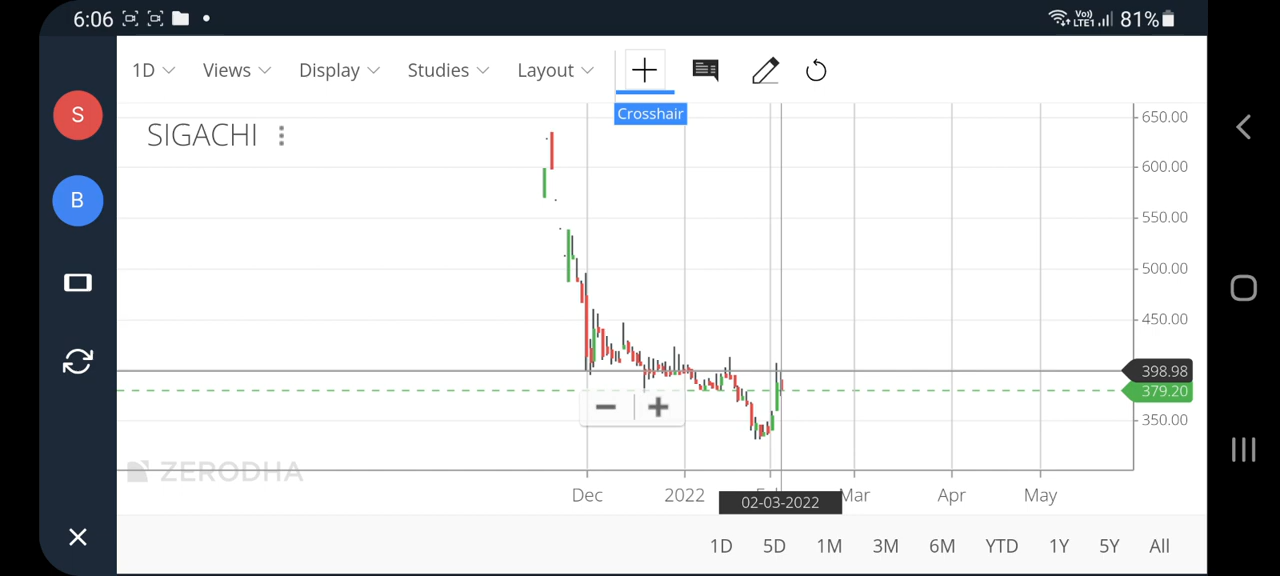 6:06 Vo) LTE1 81%
1D Views Display Studies Layout
Crosshair
S
SIGACHI
B
650.00
600.00
550.00
500.00
450.00
398.98
379.20
350.00
ZERODHA
Dec 2022 Mar Apr May
02-03-2022
1D 5D 1M 3M 6M YTD 1Y 5Y All